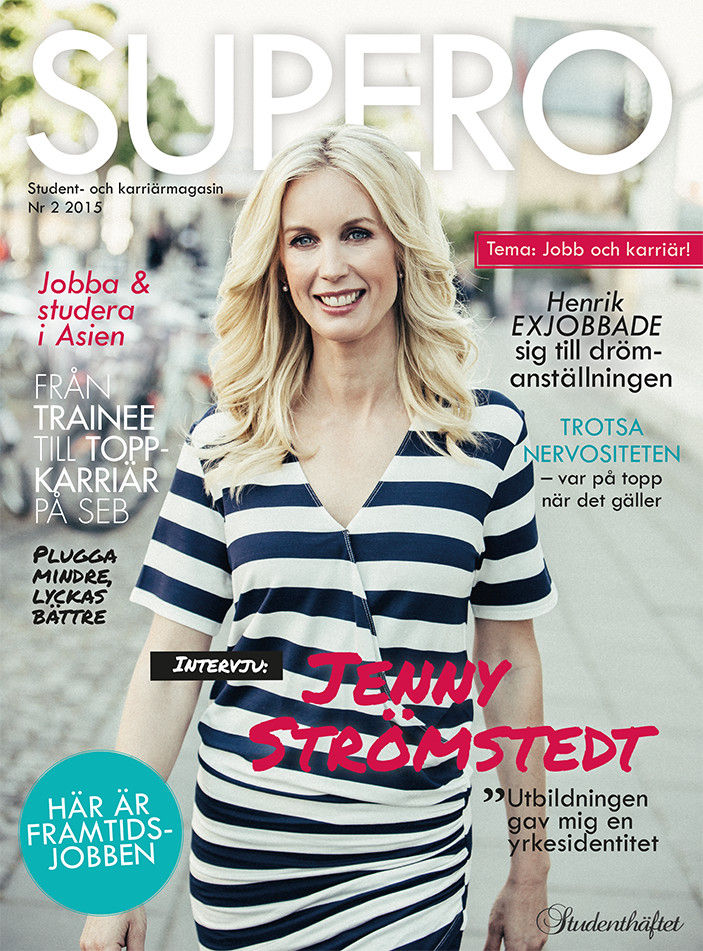 SUPERO
Student- och karriärmagasin
Nr 2 2015
Tema: Jobb och karriär!
Jobba &
studera
i Asien
FRÅN
TRAINEE
TILL TOPP-
KARRIÄR
PÅ SEB
PLUGGA
MINDRE,
LYCKAS
BÄTTRE
Henrik
EXJOBBADE
sig till dröm-
anställningen
TROTSA
NERVOSITETEN
– var på topp
när det gäller
INTERVJU:
JENNY
STRÖMSTEDT
”Utbildningen
gav mig en
yrkesidentitet
HÄR ÄR
FRAMTIDS-
JOBBEN
Studenthäftet